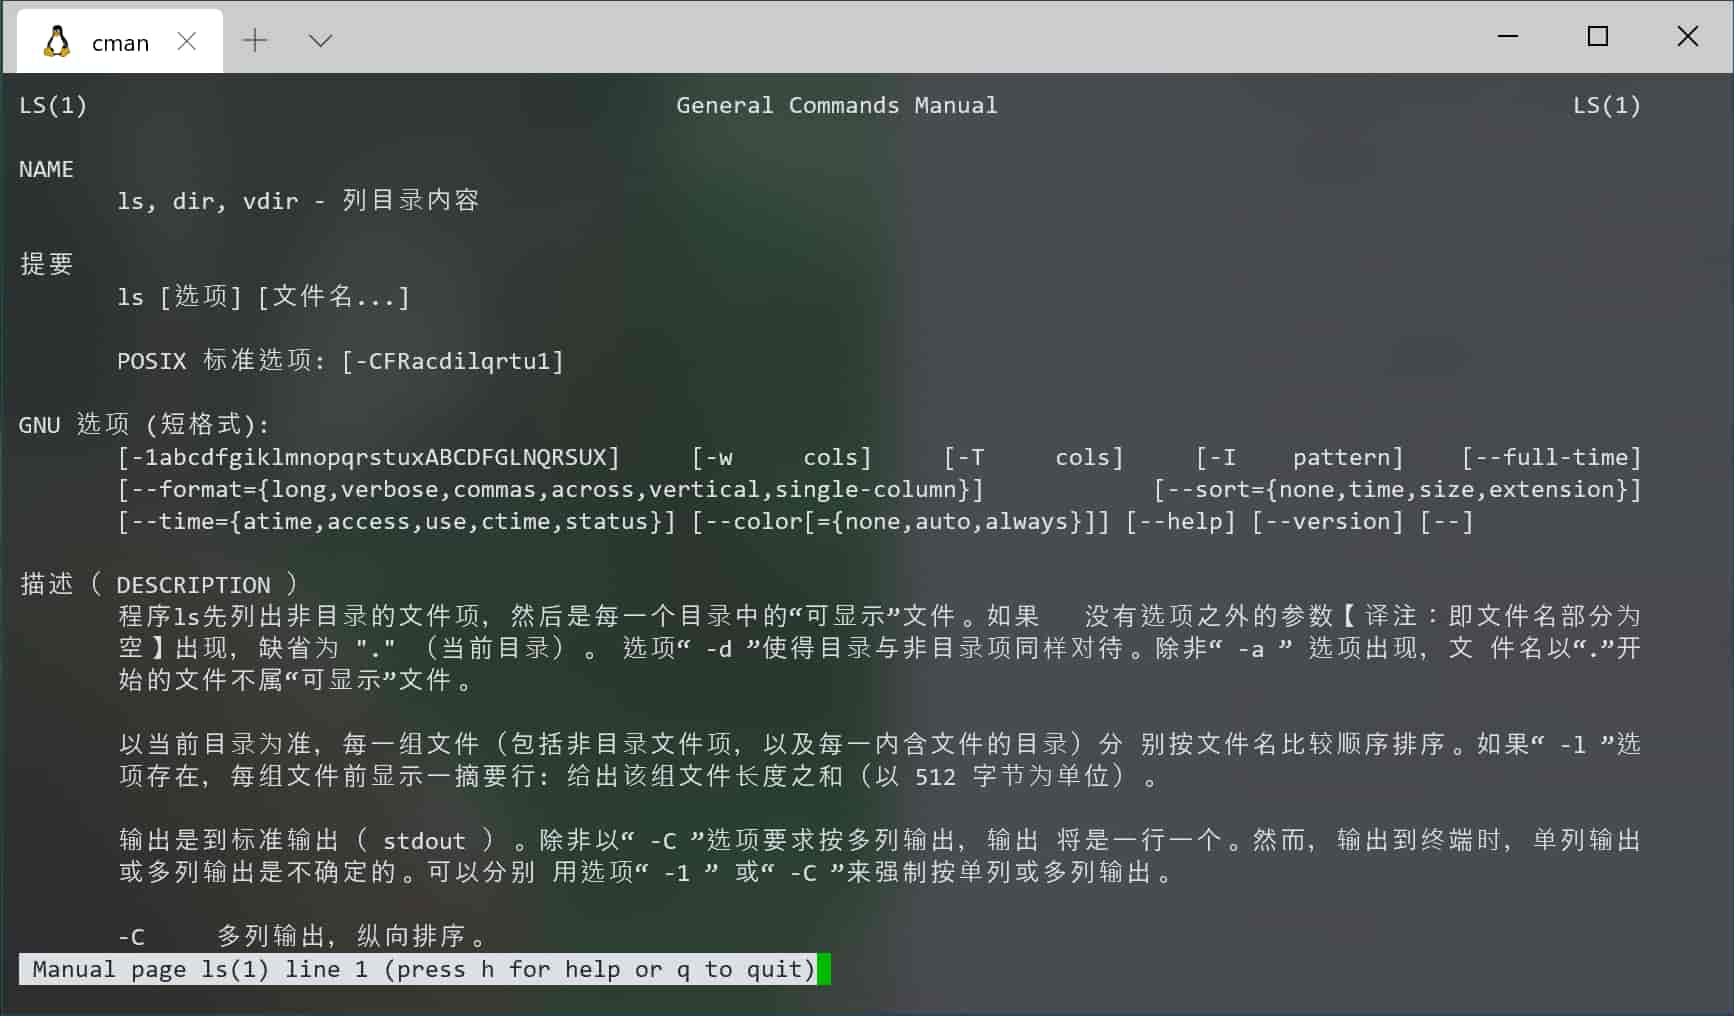 cman
LS(1) General Commands Manual LS(1)
NAME
ls, dir, vdir - 列目录内容
提要
ls [选项] [文件名...]
POSIX 标准选项: [-CFRacdilqrtu1]
GNU 选项 (短格式):
[-1abcdfgiklmnopqrstuxABCDFGLNQRSUX] [-w cols] [-T cols] [-I pattern] [--full-time]
[--format={long,verbose,commas,across,vertical,single-column}] [--sort={none,time,size,extension}]
[--time={atime,access,use,ctime,status}] [--color[={none,auto,always}]] [--help] [--version] [--]
描述（ DESCRIPTION ）
程序ls先列出非目录的文件项, 然后是每一个目录中的“可显示”文件。如果 没有选项之外的参数【译注：即文件名部分为
空】出现, 缺省为 "." （当前目录）。 选项“ -d ”使得目录与非目录项同样对待。除非“ -a ” 选项出现, 文 件名以“.”开
始的文件不属“可显示”文件。
以当前目录为准, 每一组文件（包括非目录文件项, 以及每一内含文件的目录）分 别按文件名比较顺序排序。如果“ -l ”选
项存在, 每组文件前显示一摘要行: 给出该组文件长度之和（以 512 字节为单位）。
输出是到标准输出（ stdout ）。除非以“ -C ”选项要求按多列输出, 输出 将是一行一个。然而, 输出到终端时, 单列输出
或多列输出是不确定的。可以分别 用选项“ -1 ” 或“ -C ”来强制按单列或多列输出。
-C 多列输出, 纵向排序。
Manual page ls(1) line 1 (press h for help or q to quit)